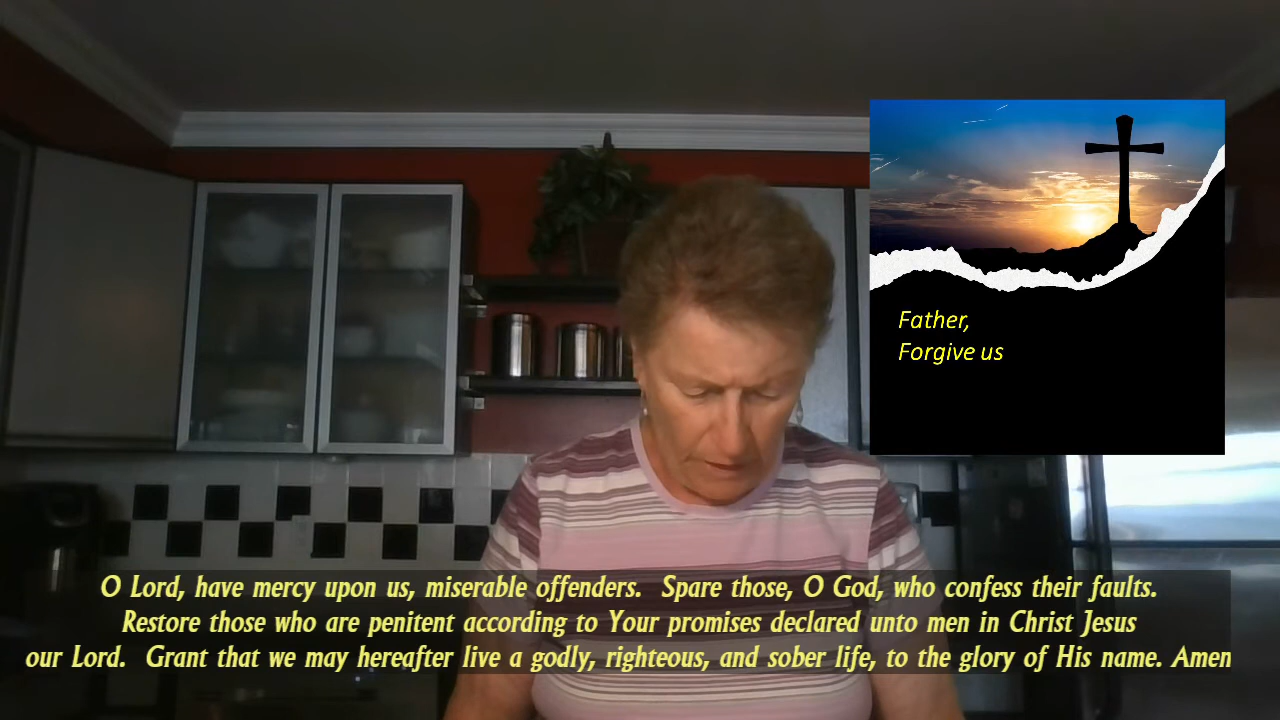 Father,
Forgive us
O Lord, have mercy upon us, miserable offenders. Spare those, O God, who confess their faults.
Restore those who are penitent according to Your promises declared unto men in Christ Jesus
our Lord. Grant that we may hereafter live a godly, righteous, and sober life, to the glory of His name. Amen